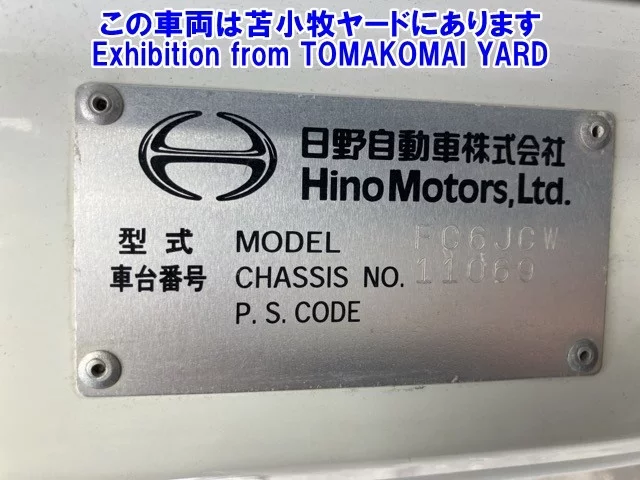 この車両は苫小牧ヤードにあります
Exhibition from TOMAKOMAI YARD
日野自動車株式会社
Hino Motors, Ltd.
型式 MODEL FC6JCW
車台番号 CHASSIS NO. 11069
P. S. CODE